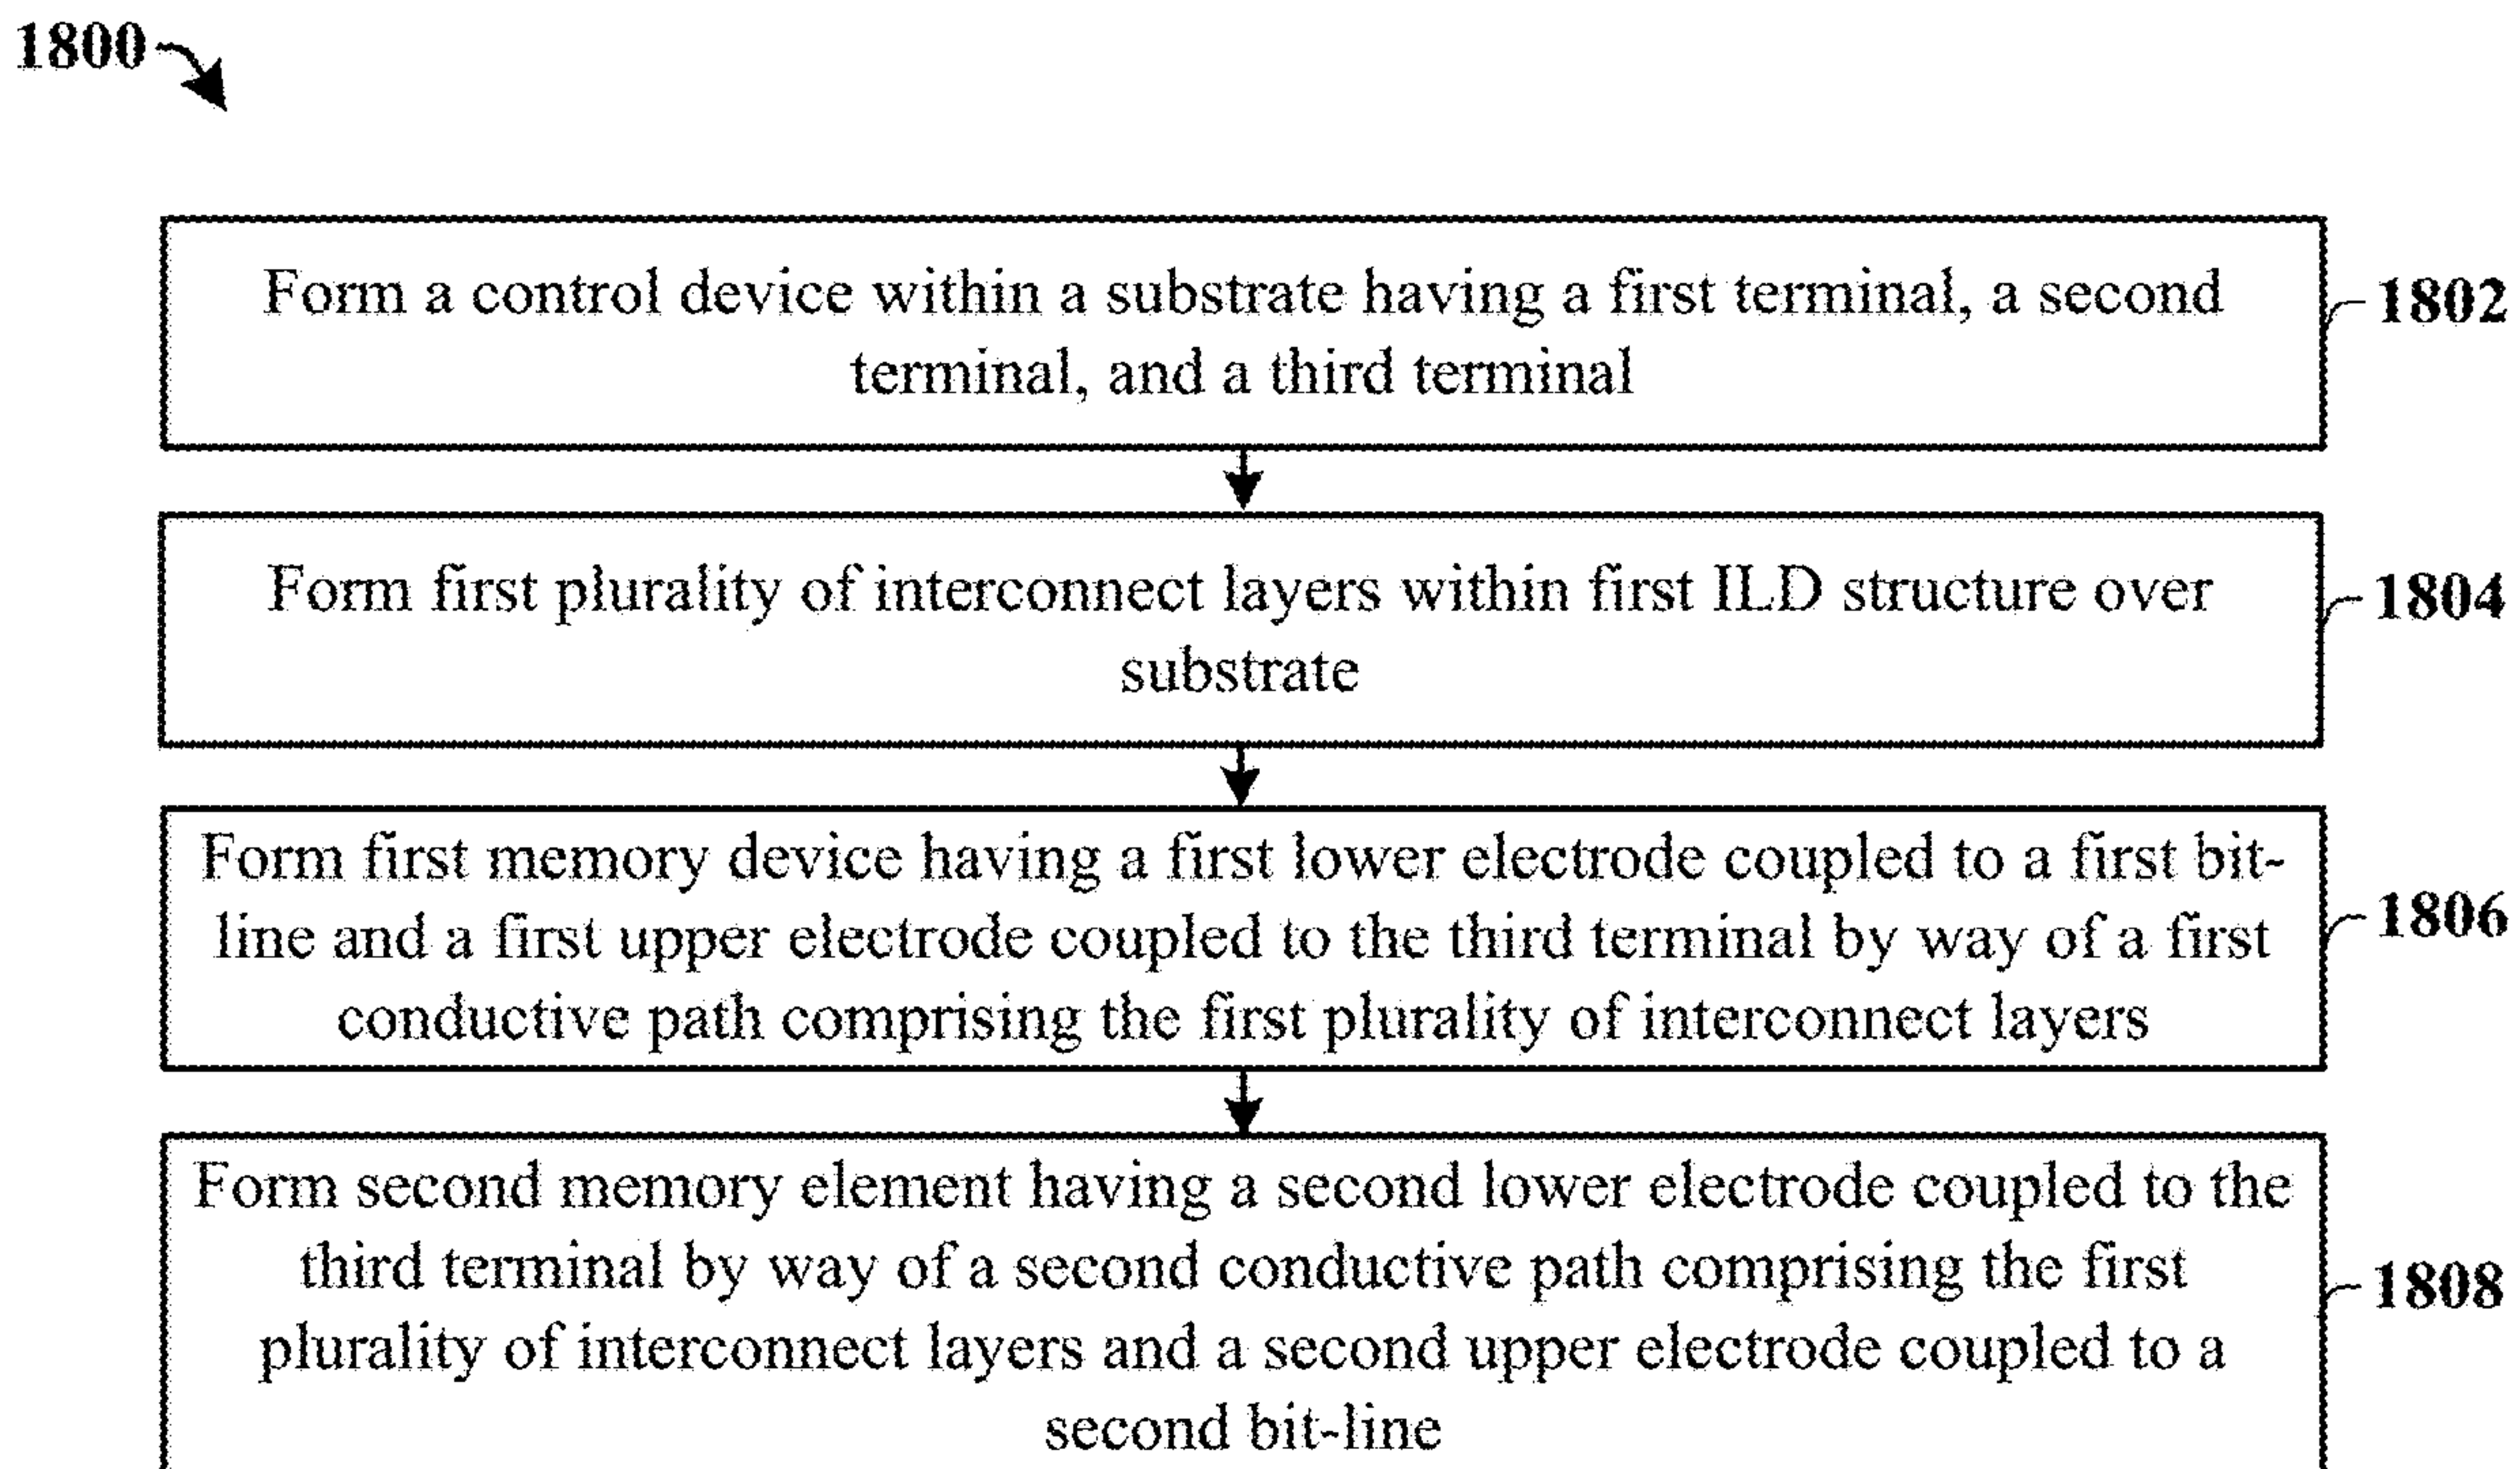 1800
Form a control device within a substrate having a first terminal, a second
terminal, and a third terminal
1802
Form first plurality of interconnect layers within first ILD structure over
substrate
1804
Form first memory device having a first lower electrode coupled to a first bit-
line and a first upper electrode coupled to the third terminal by way of a first
conductive path comprising the first plurality of interconnect layers
1806
Form second memory element having a second lower electrode coupled to the
third terminal by way of a second conductive path comprising the first
plurality of interconnect layers and a second upper electrode coupled to a
second bit-line
1808